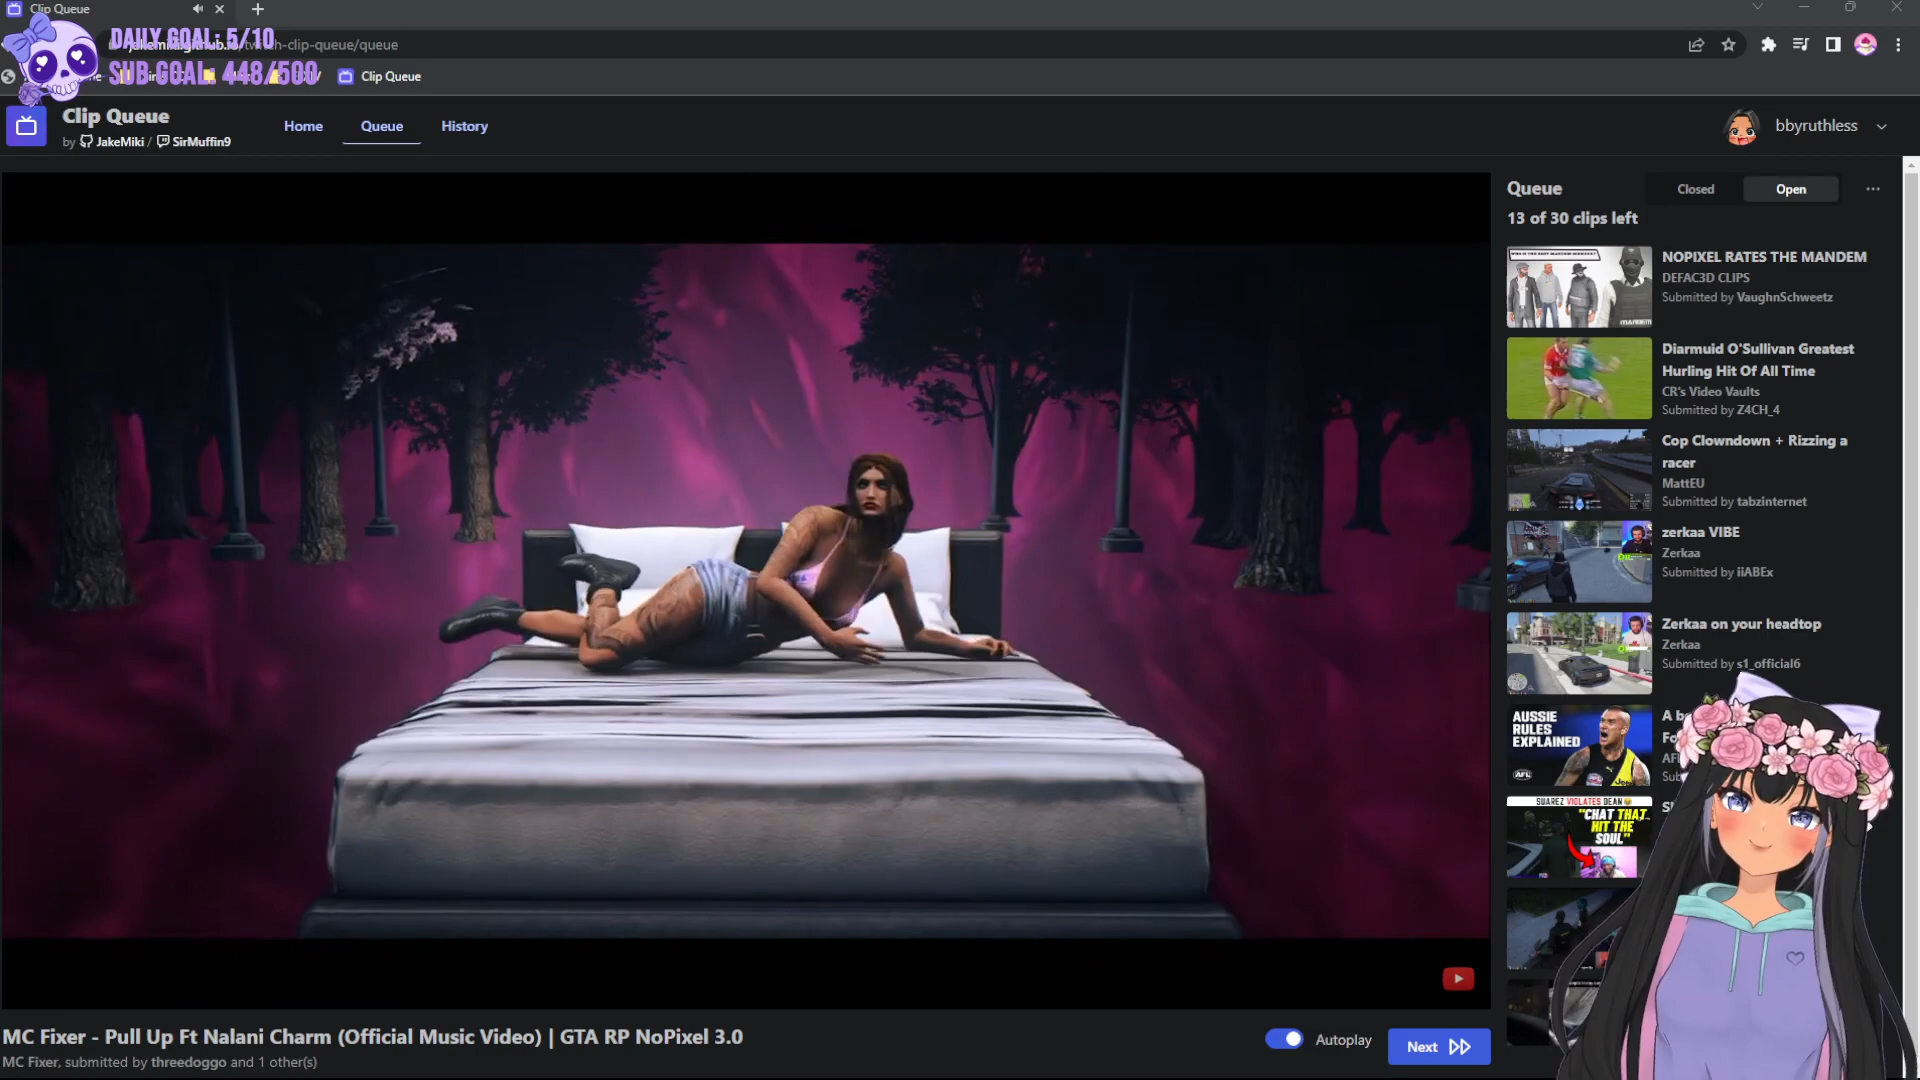 Clip Queue
DAILY GOAL: 5/10
-clip-queue/queue
SUB GOAL: 448/500
Clip Queue
Clip Queue
by JakeMiki / SirMuffin9
Home
Queue
History
bbyruthless
Queue
Closed
Open
13 of 30 clips left
NOPIXEL RATES THE MANDEM
DEFAC3D CLIPS
Submitted by VaughnSchweetz
Diarmuid O'Sullivan Greatest
Hurling Hit Of All Time
CR's Video Vaults
Submitted by Z4CH_4
Cop Clowndown + Rizzing a
racer
MattEU
Submitted by tabzinternet
zerkaa VIBE
Zerkaa
Submitted by iiABEx
Zerkaa on your headtop
Zerkaa
Submitted by s1_official6
AUSSIE
RULES
EXPLAINED
AFL
SUAREZ VIOLATES DEAN
"CHAT THAT
HIT THE
SOUL"
MC Fixer - Pull Up Ft Nalani Charm (Official Music Video) | GTA RP NoPixel 3.0
MC Fixer, submitted by threedoggo and 1 other(s)
Autoplay
Next